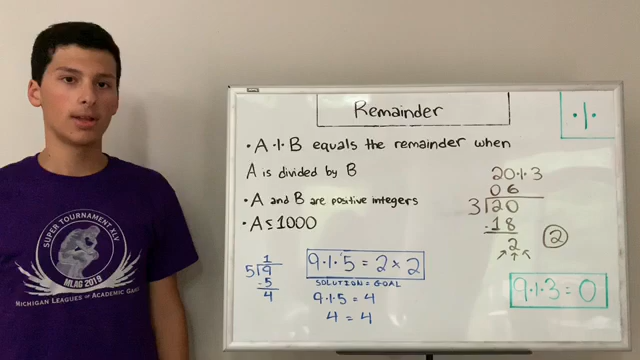 Remainder
·|·
·A ·|· B equals the remainder when
A is divided by B
·A and B are positive integers
·A ≤ 1000
20 ·|· 3
06
3 20
-18
2
2
1
5 9
-5
4
9 ·|· 5 = 2 × 2
SOLUTION = GOAL
9 ·|· 5 = 4
4 = 4
9 ·|· 3 = 0
SUPER TOURNAMENT XLV
MLAG 2019
MICHIGAN LEAGUES OF ACADEMIC GAMES